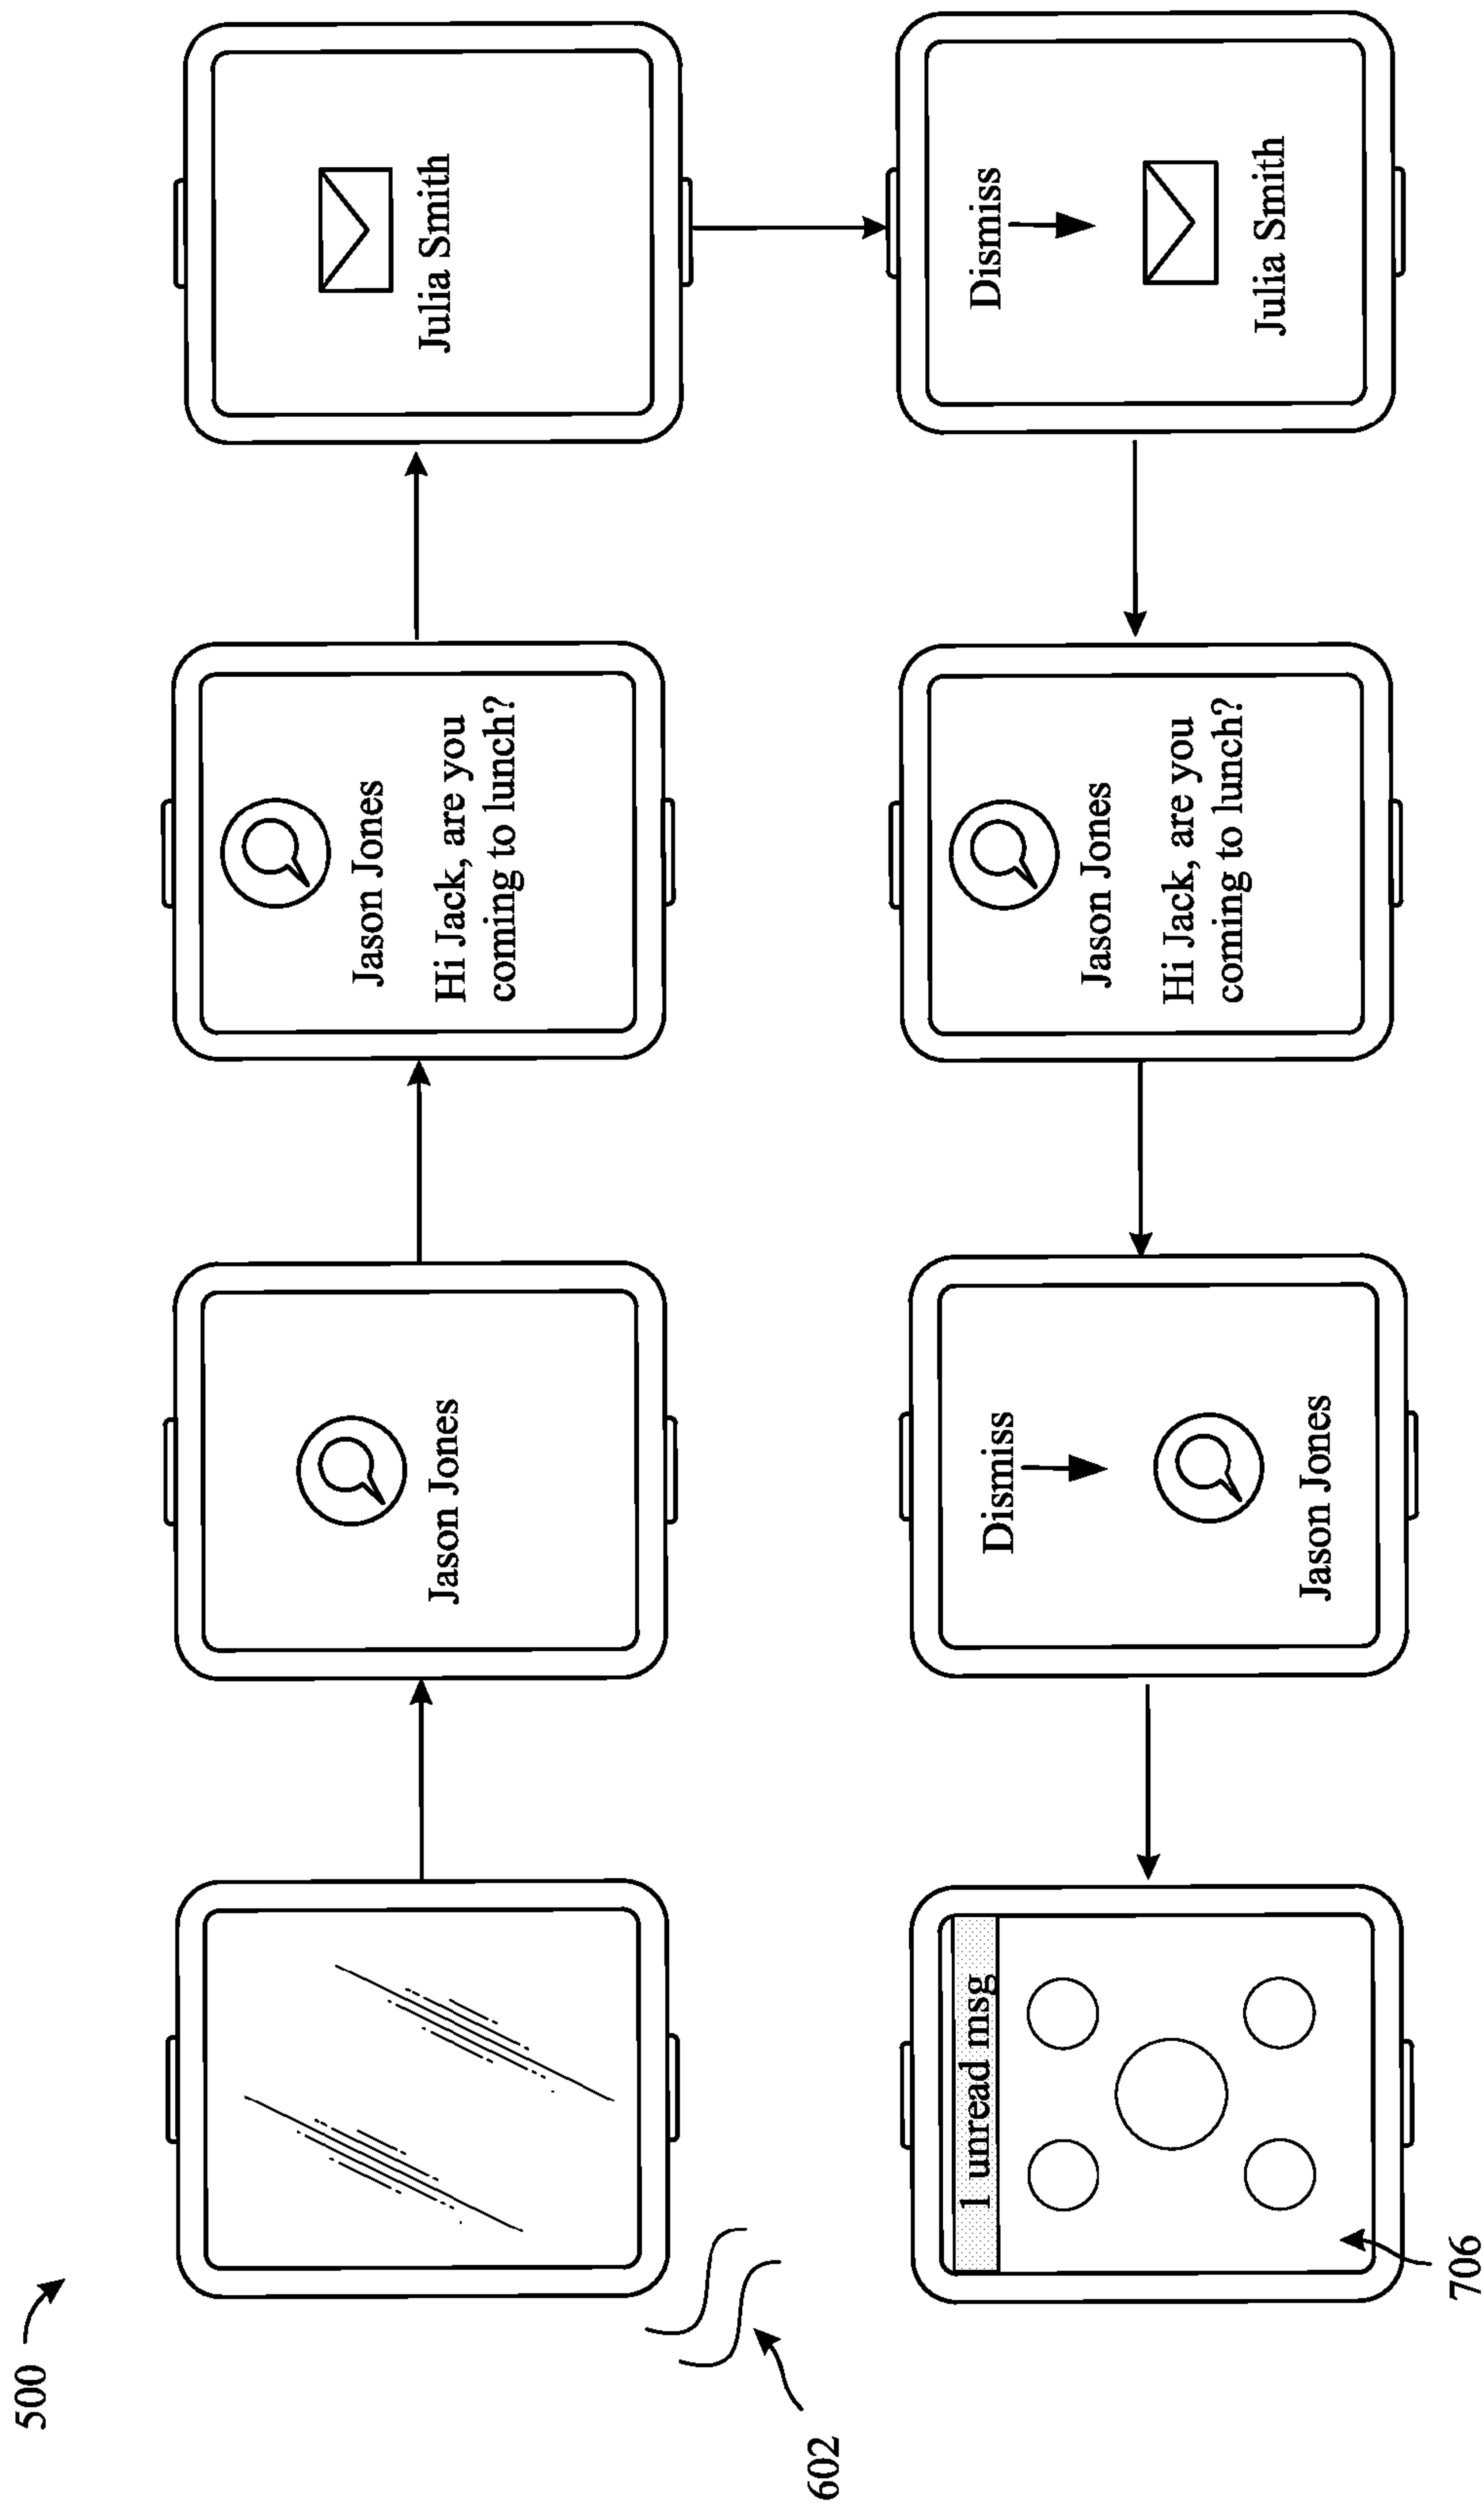 500
602
Jason Jones
Jason Jones
Hi Jack, are you
coming to lunch?
Julia Smith
Dismiss
Julia Smith
Jason Jones
Hi Jack, are you
coming to lunch?
Dismiss
Jason Jones
1 unread msg
706